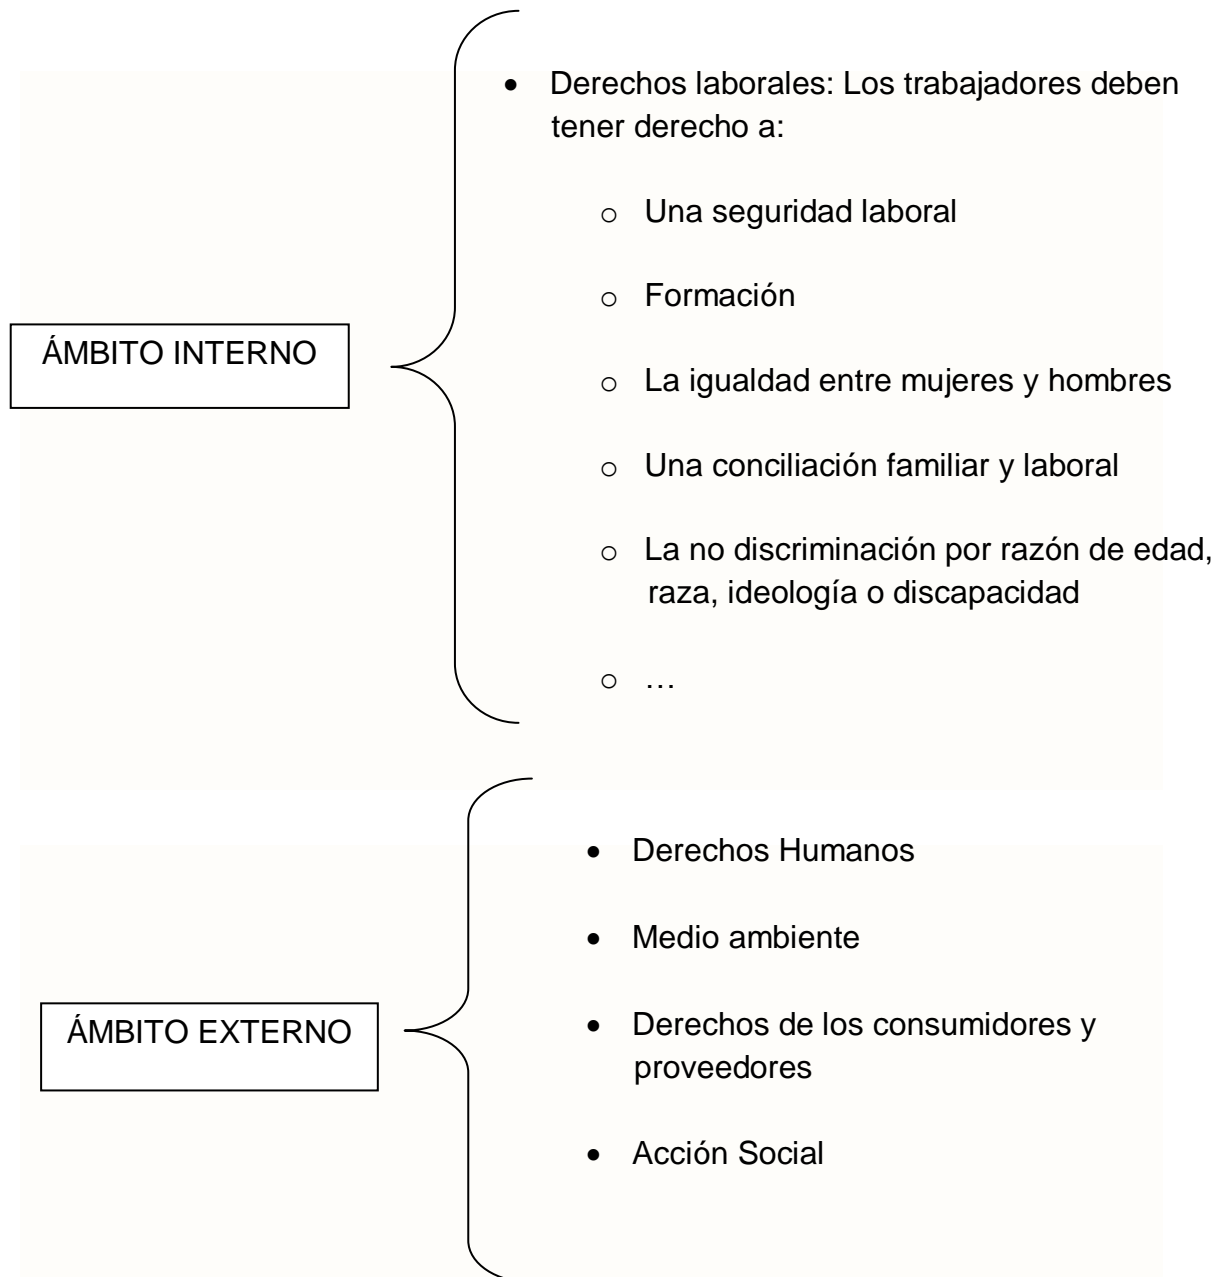 • Derechos laborales: Los trabajadores deben
tener derecho a:
o Una seguridad laboral
o Formación
ÁMBITO INTERNO
o La igualdad entre mujeres y hombres
o Una conciliación familiar y laboral
o La no discriminación por razón de edad,
raza, ideología o discapacidad
o …
• Derechos Humanos
• Medio ambiente
ÁMBITO EXTERNO
• Derechos de los consumidores y
proveedores
• Acción Social